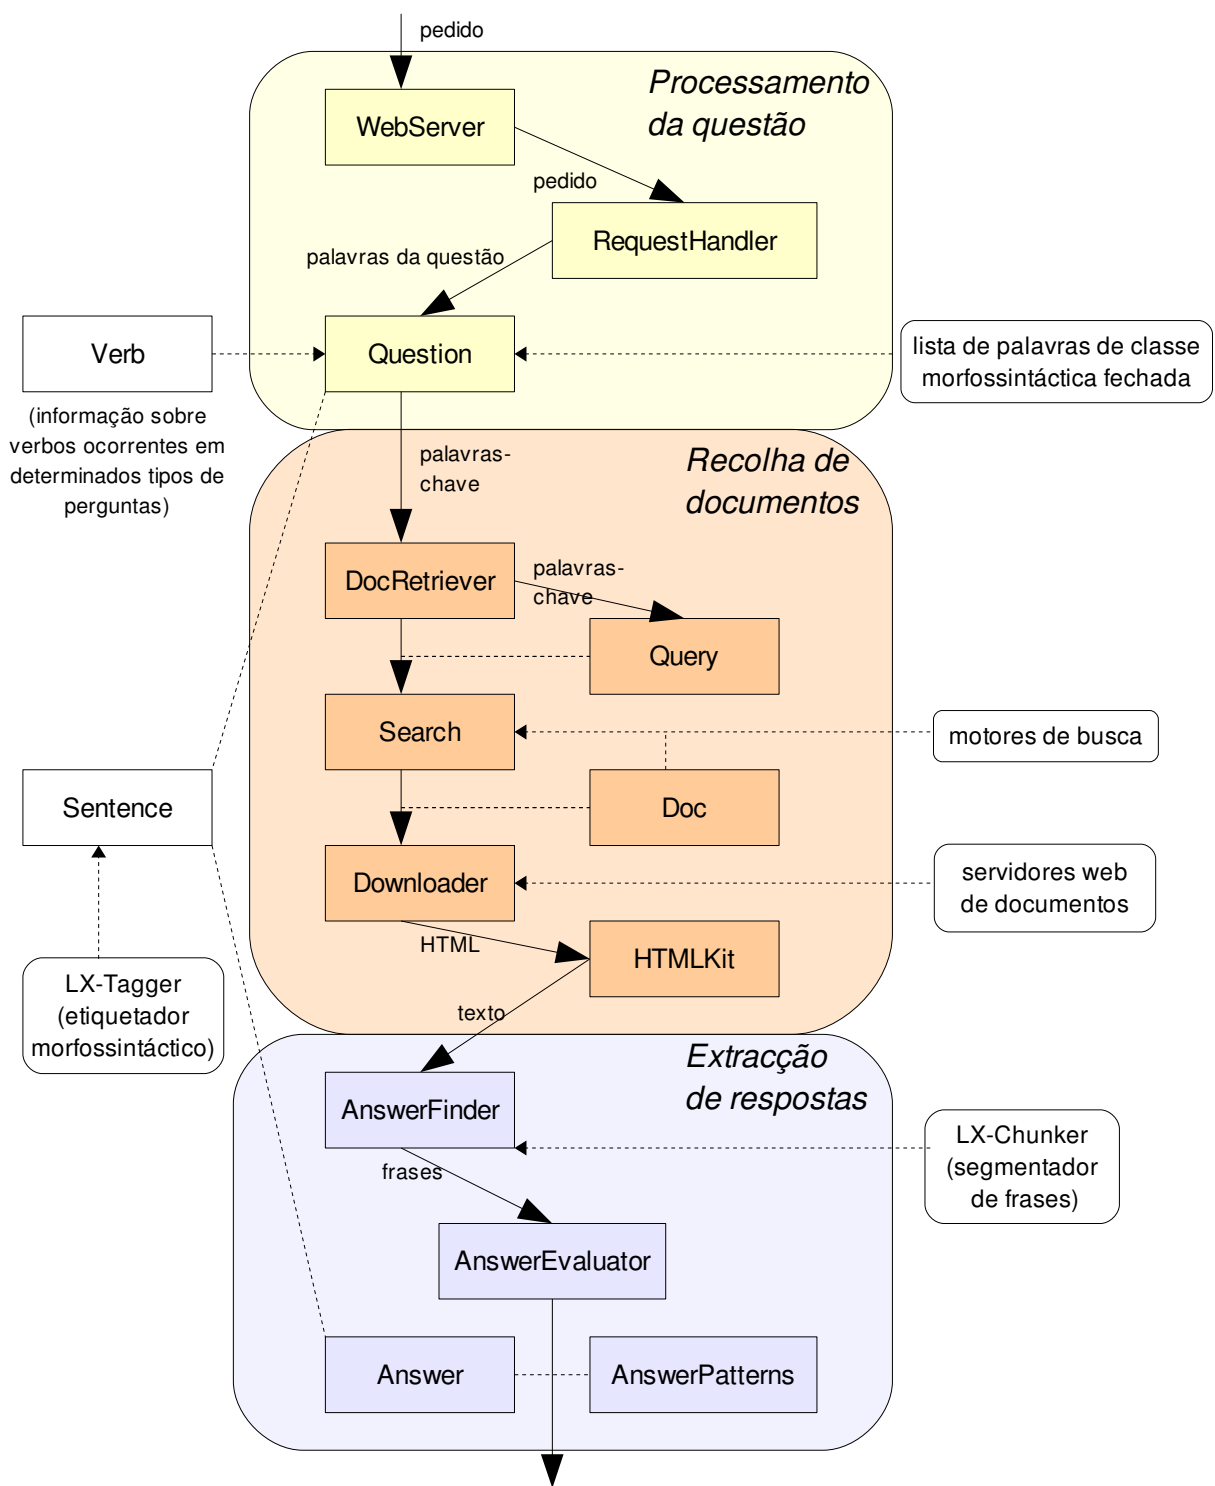 pedido
Processamento
da questão
WebServer
pedido
RequestHandler
palavras da questão
Verb
Question
lista de palavras de classe
morfossintáctica fechada
(informação sobre
verbos ocorrentes em
determinados tipos de
perguntas)
palavras-
chave
Recolha de
documentos
DocRetriever
palavras-
chave
Query
Search
motores de busca
Sentence
Doc
Downloader
servidores web
de documentos
HTML
HTMLKit
LX-Tagger
(etiquetador
morfossintáctico)
texto
Extracção
de respostas
AnswerFinder
LX-Chunker
(segmentador
de frases)
frases
AnswerEvaluator
Answer
AnswerPatterns